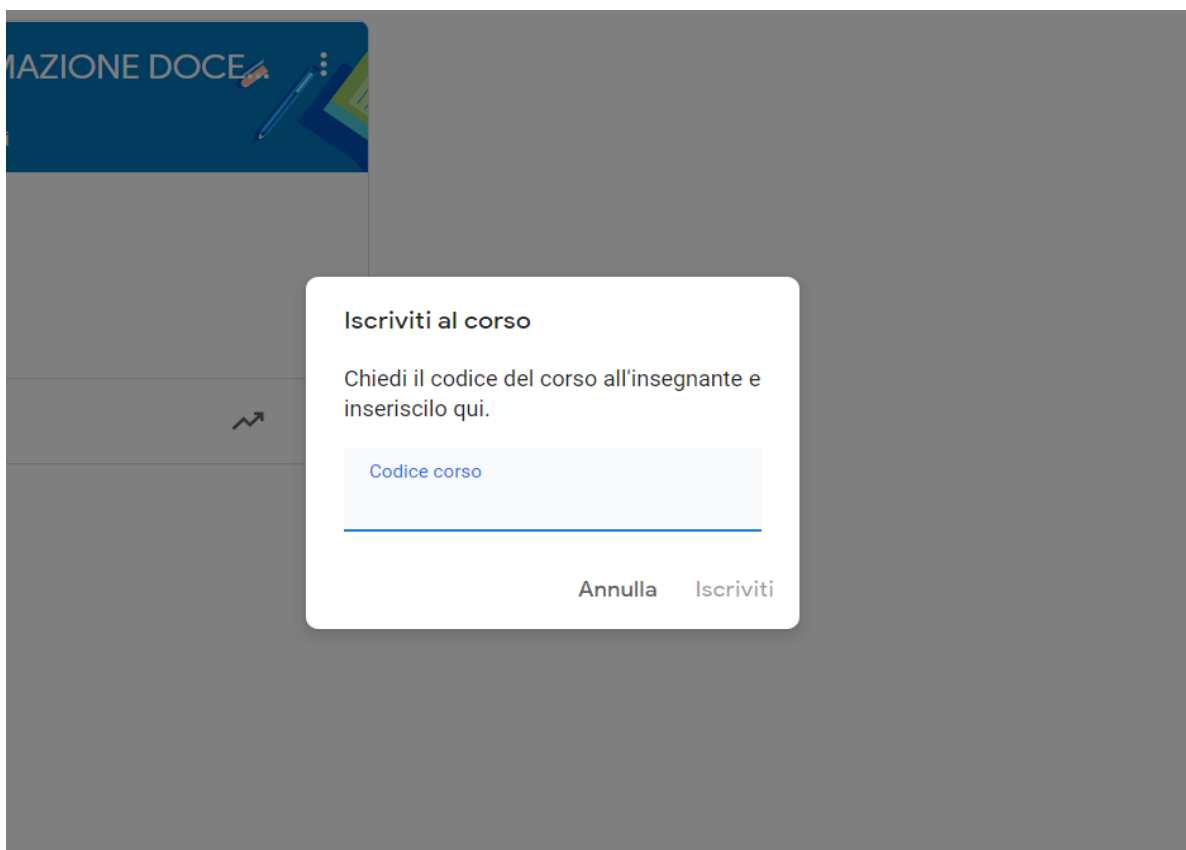 MAZIONE DOCE...
Iscriviti al corso
Chiedi il codice del corso all'insegnante e
inseriscilo qui.
Codice corso
Annulla Iscriviti